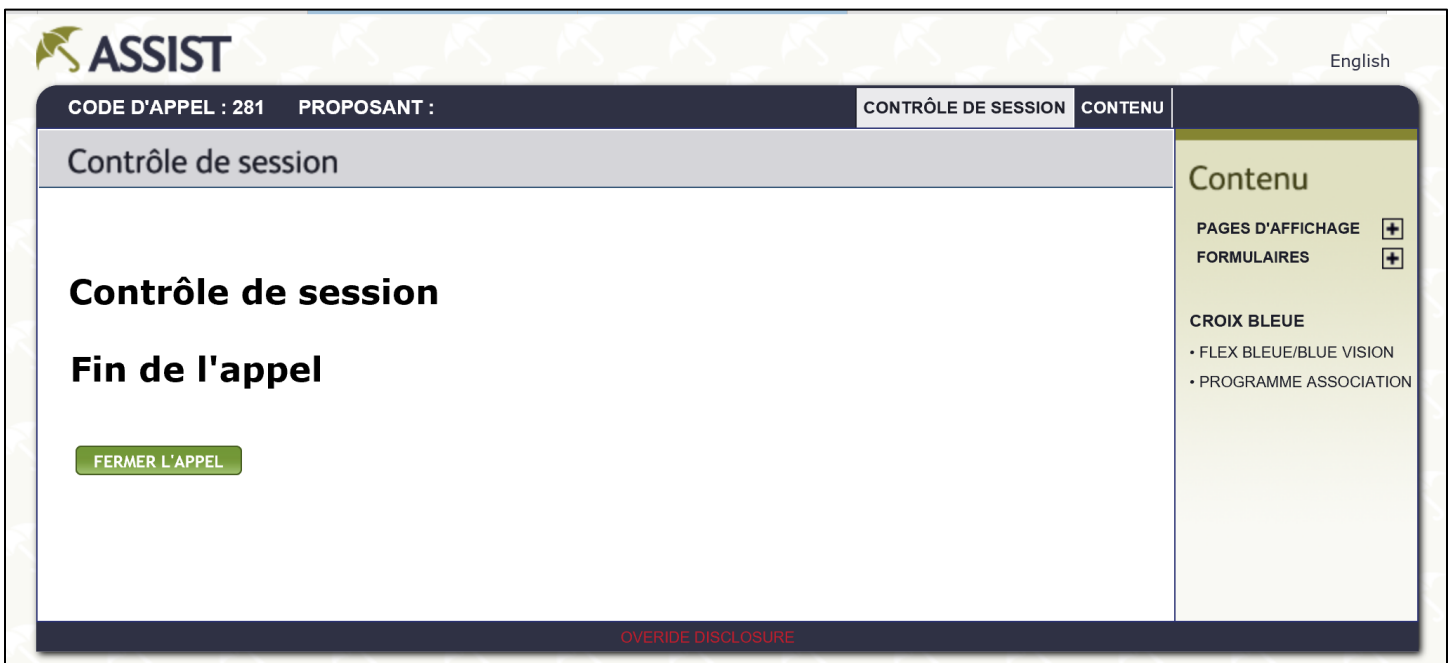 ASSIST
English
CODE D'APPEL : 281 PROPOSANT : CONTRÔLE DE SESSION CONTENU
Contrôle de session
Contrôle de session
Fin de l'appel
FERMER L'APPEL
Contenu
PAGES D'AFFICHAGE
FORMULAIRES
CROIX BLEUE
• FLEX BLEUE/BLUE VISION
• PROGRAMME ASSOCIATION
OVERIDE DISCLOSURE